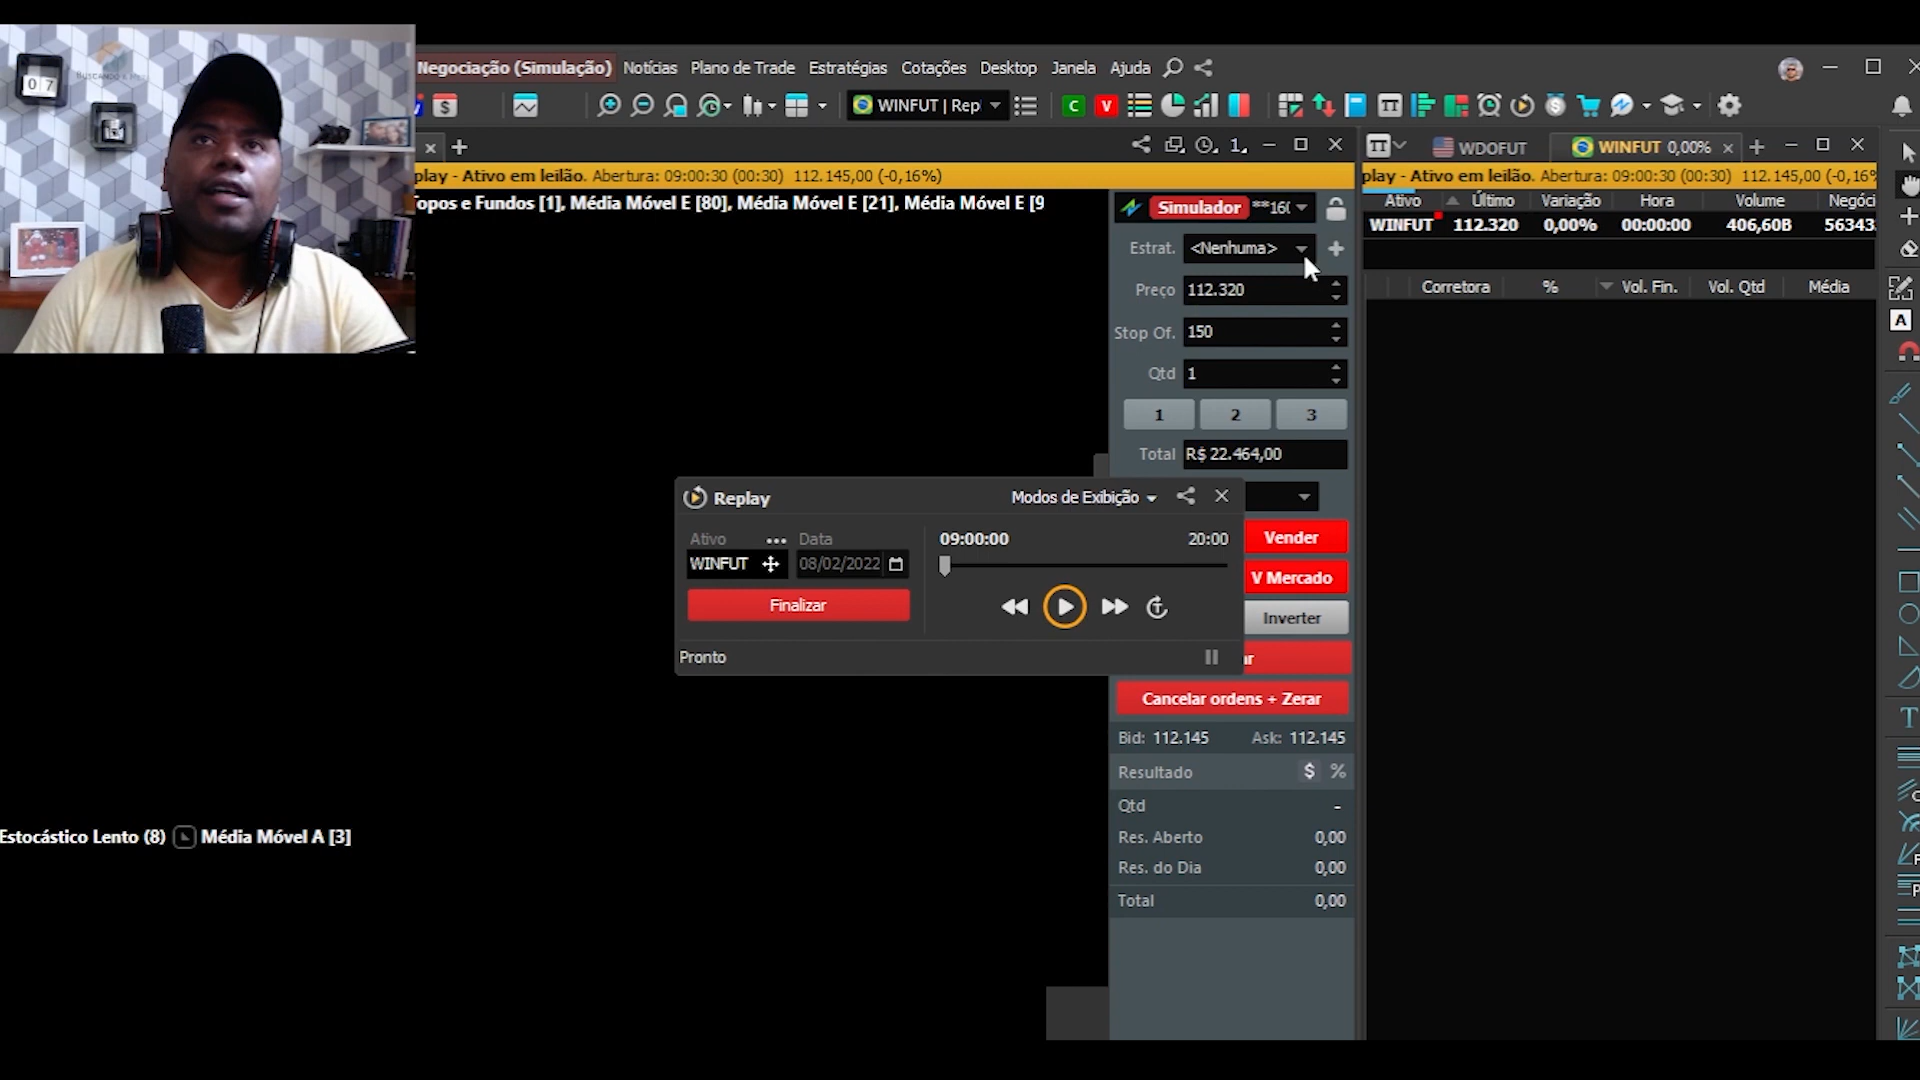 Negociação (Simulação) Notícias Plano de Trade Estratégias Cotações Desktop Janela Ajuda
WINFUT | Rep
C V
1
WDOFUT WINFUT 0,00%
play - Ativo em leilão. Abertura: 09:00:30 (00:30) 112.145,00 (-0,16%)
play - Ativo em leilão. Abertura: 09:00:30 (00:30) 112.145,00 (-0,16%
Topos e Fundos [1], Média Móvel E [80], Média Móvel E [21], Média Móvel E [9
Simulador **16(
Estrat. <Nenhuma>
Preço 112.320
Stop Of. 150
Qtd 1
1 2 3
Total R$ 22.464,00
Ativo Último Variação Hora Volume Negóci
WINFUT 112.320 0,00% 00:00:00 406,60B 56343
Corretora % Vol. Fin. Vol. Qtd Média
Replay Modos de Exibição
Ativo ... Data
WINFUT 08/02/2022
09:00:00 20:00
Finalizar
Pronto
Vender
V Mercado
Inverter
ar
Cancelar ordens + Zerar
Bid: 112.145 Ask: 112.145
Resultado $ %
Qtd -
Res. Aberto 0,00
Res. do Dia 0,00
Total 0,00
Estocástico Lento (8) Média Móvel A [3]
07
A
T